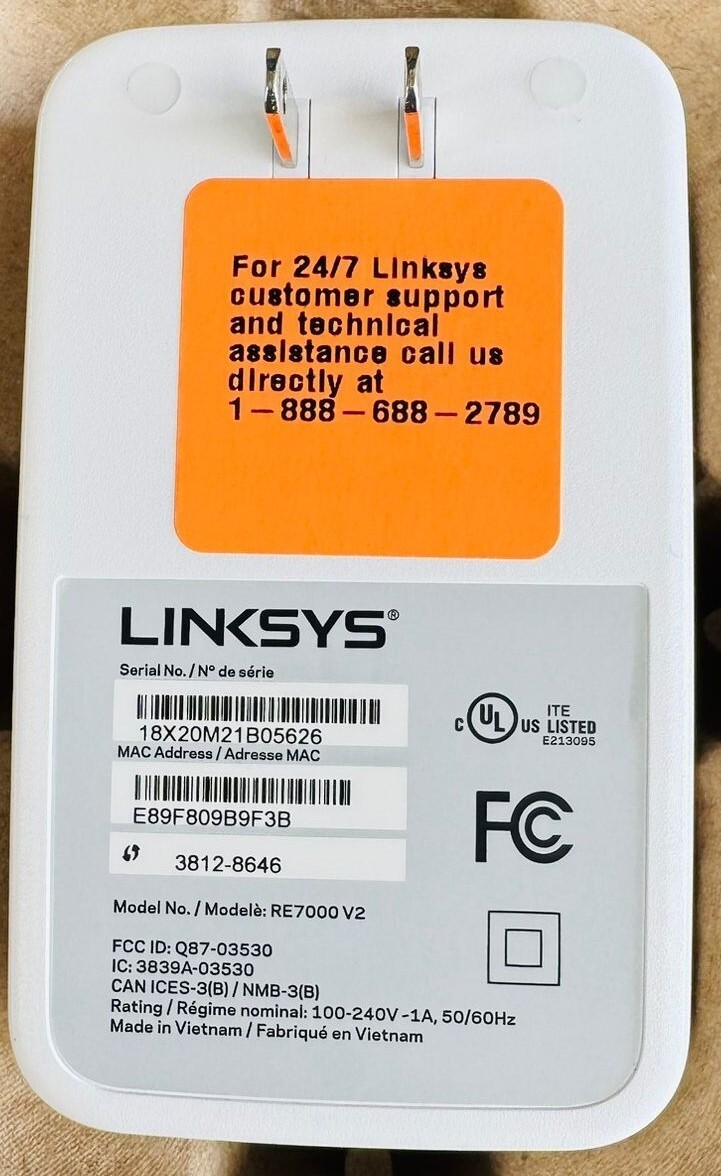 For 24/7 Linksys
customer support
and technical
assistance call us
directly at
1-888-688-2789
LINKSYS®
Serial No. / N° de série
18X20M21B05626
MAC Address / Adresse MAC
E89F809B9F3B
3812-8646
C UL US LISTED
ITE
E213095
FC
Model No. / Modelè: RE7000 V2
FCC ID: Q87-03530
IC: 3839A-03530
CAN ICES-3(B) / NMB-3(B)
Rating / Régime nominal: 100-240V ~1A, 50/60Hz
Made in Vietnam / Fabriqué en Vietnam